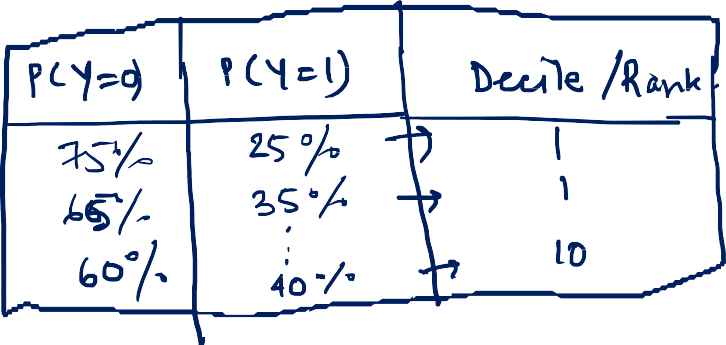 P(Y=0) P(Y=1) Decile/Rank
75% 25% → 1
65% 35% → 1
60% 40% → 10